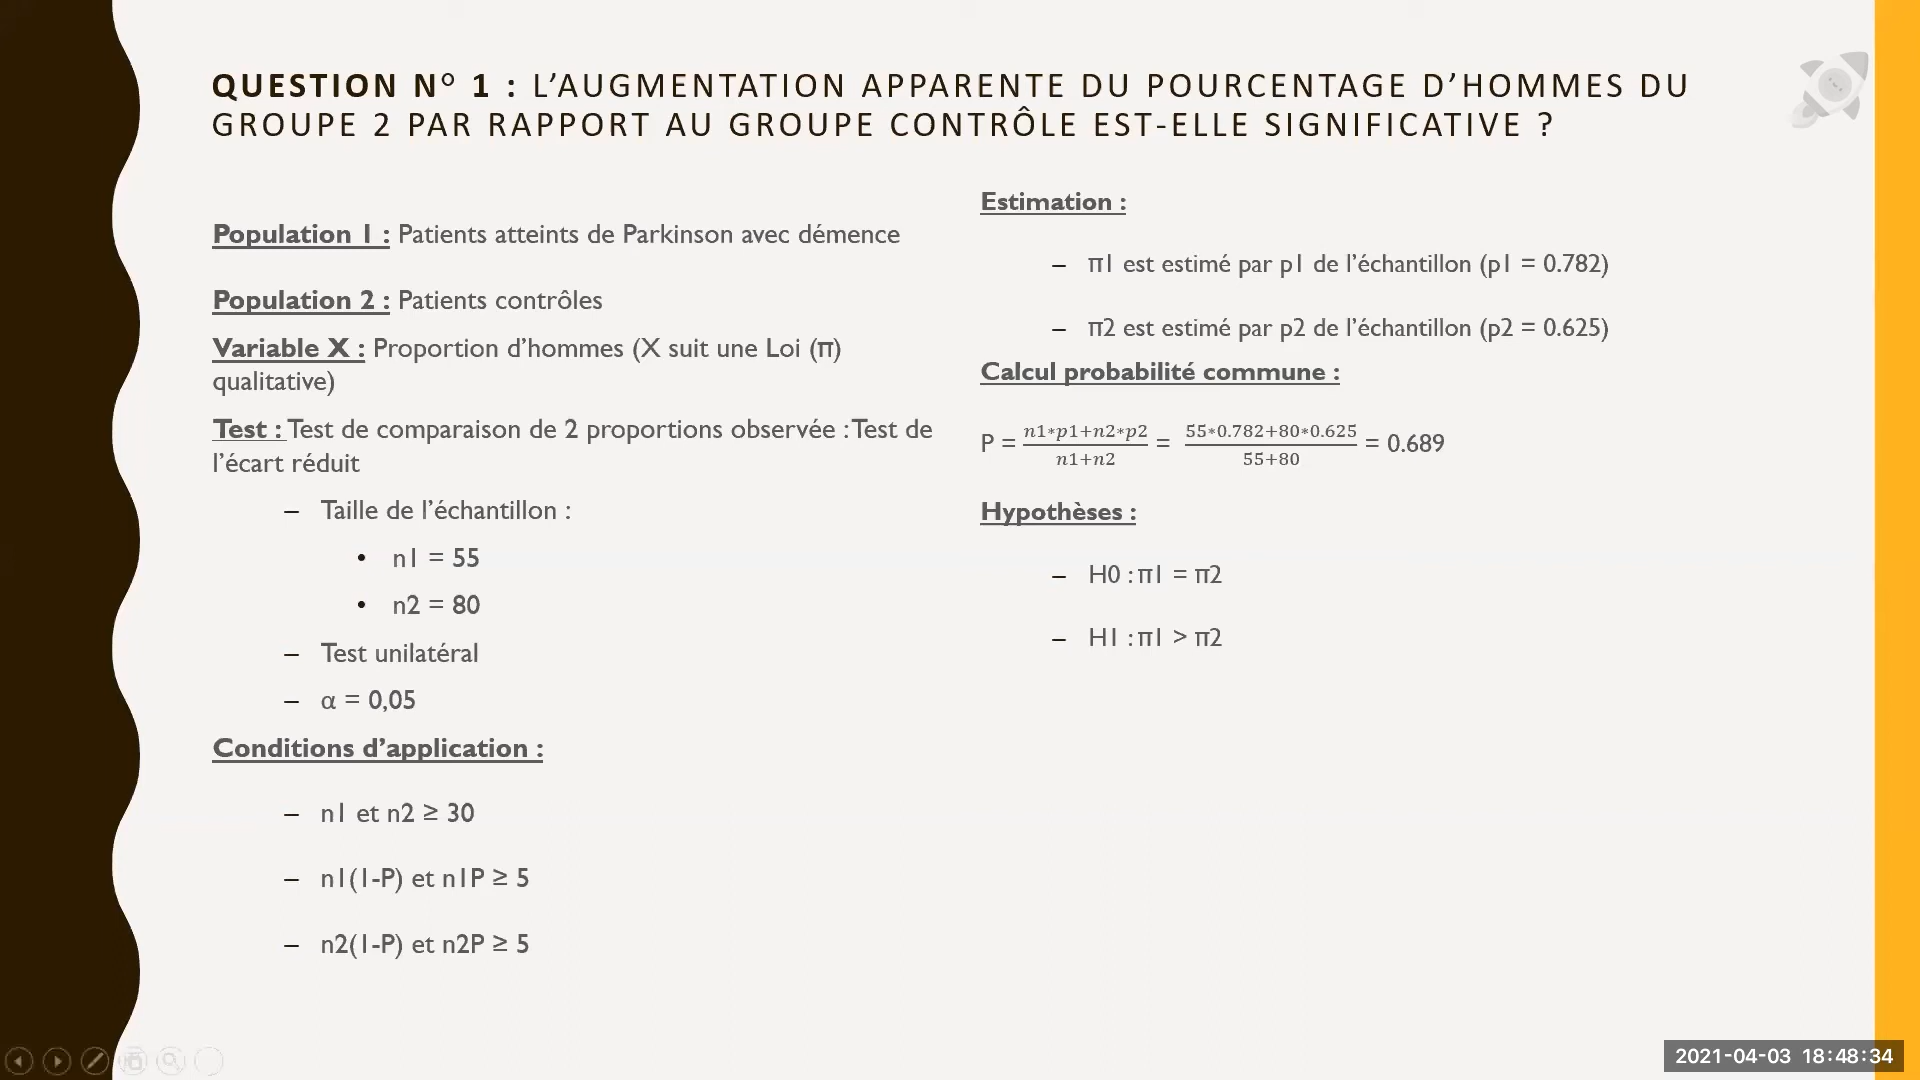 QUESTION N° 1 : L’AUGMENTATION APPARENTE DU POURCENTAGE D’HOMMES DU
GROUPE 2 PAR RAPPORT AU GROUPE CONTRÔLE EST-ELLE SIGNIFICATIVE ?
Population 1 : Patients atteints de Parkinson avec démence
Population 2 : Patients contrôles
Variable X : Proportion d’hommes (X suit une Loi (π)
qualitative)
Test : Test de comparaison de 2 proportions observée : Test de
l’écart réduit
– Taille de l’échantillon :
• n1 = 55
• n2 = 80
– Test unilatéral
– α = 0,05
Conditions d’application :
– n1 et n2 ≥ 30
– n1(1-P) et n1P ≥ 5
– n2(1-P) et n2P ≥ 5
Estimation :
– π1 est estimé par p1 de l’échantillon (p1 = 0.782)
– π2 est estimé par p2 de l’échantillon (p2 = 0.625)
Calcul probabilité commune :
P = n1*p1+n2*p2 / n1+n2 = 55*0.782+80*0.625 / 55+80 = 0.689
Hypothèses :
– H0 : π1 = π2
– H1 : π1 > π2
2021-04-03 18:48:34